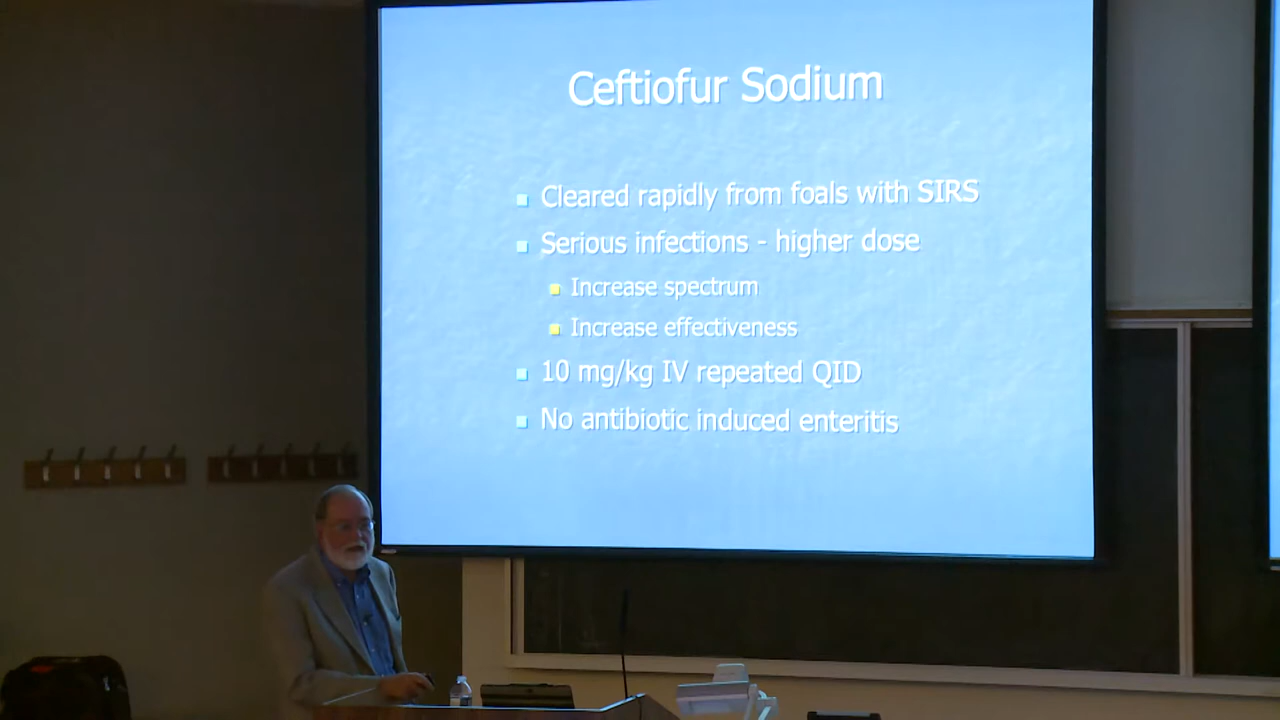 Ceftiofur Sodium
Cleared rapidly from foals with SIRS
Serious infections - higher dose
Increase spectrum
Increase effectiveness
10 mg/kg IV repeated QID
No antibiotic induced enteritis